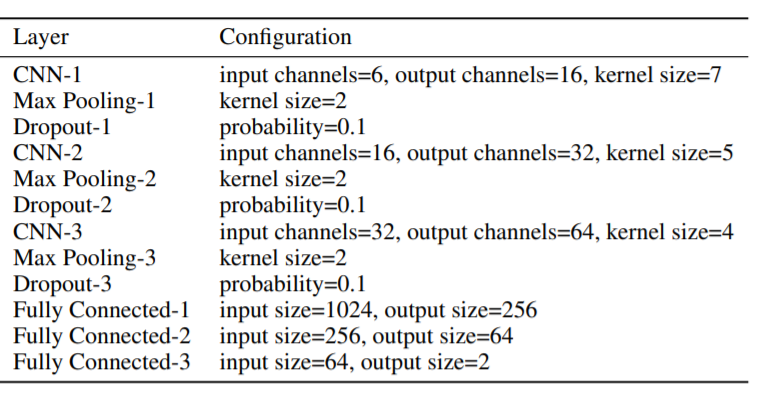 Layer Configuration
CNN-1 input channels=6, output channels=16, kernel size=7
Max Pooling-1 kernel size=2
Dropout-1 probability=0.1
CNN-2 input channels=16, output channels=32, kernel size=5
Max Pooling-2 kernel size=2
Dropout-2 probability=0.1
CNN-3 input channels=32, output channels=64, kernel size=4
Max Pooling-3 kernel size=2
Dropout-3 probability=0.1
Fully Connected-1 input size=1024, output size=256
Fully Connected-2 input size=256, output size=64
Fully Connected-3 input size=64, output size=2